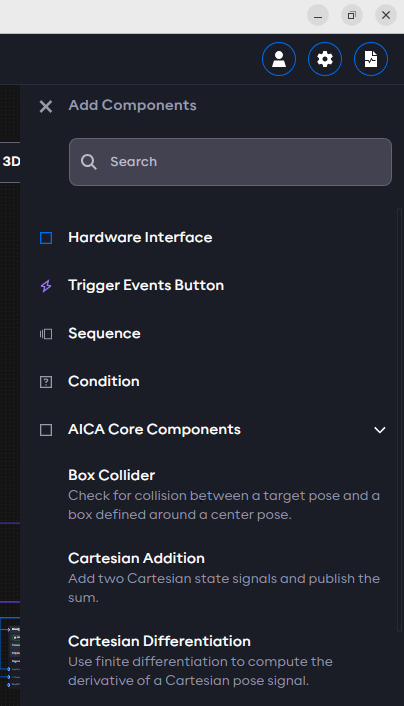 3D
Add Components
Search
Hardware Interface
Trigger Events Button
Sequence
Condition
AICA Core Components
Box Collider
Check for collision between a target pose and a
box defined around a center pose.
Cartesian Addition
Add two Cartesian state signals and publish the
sum.
Cartesian Differentiation
Use finite differentiation to compute the
derivative of a Cartesian pose signal.